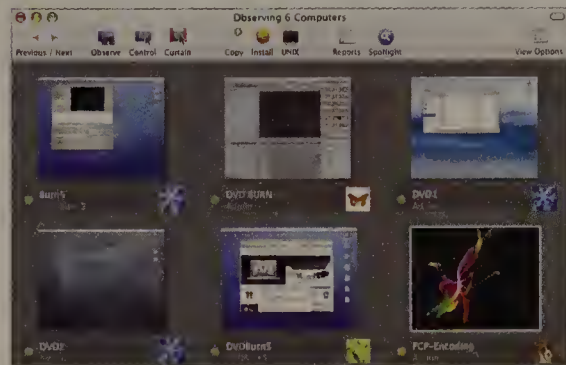 Observing 6 Computers
Previous / Next Observe Control Curtain Copy Install UNIX Reports Spotlight View Options
Burn5 DVD BURN DVD1
DVD2 DVDBurn5 FCP-Encoding